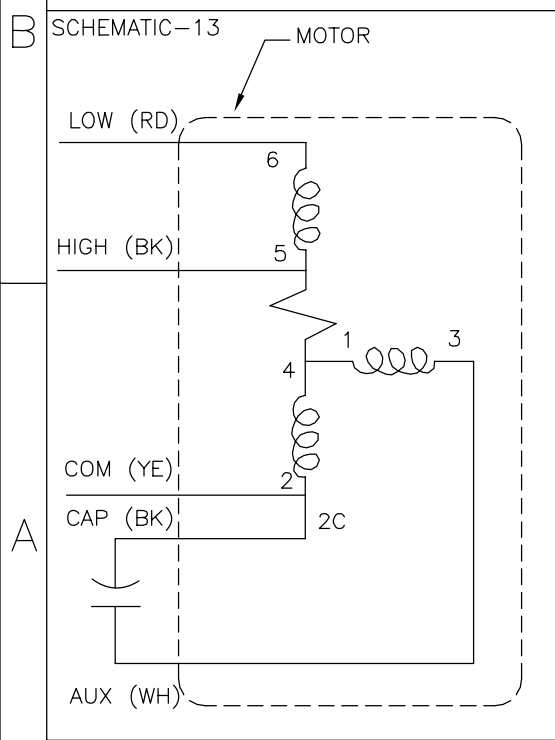 B
SCHEMATIC-13
MOTOR
LOW (RD)
6
HIGH (BK)
5
1
3
4
COM (YE)
2
CAP (BK)
2C
A
AUX (WH)